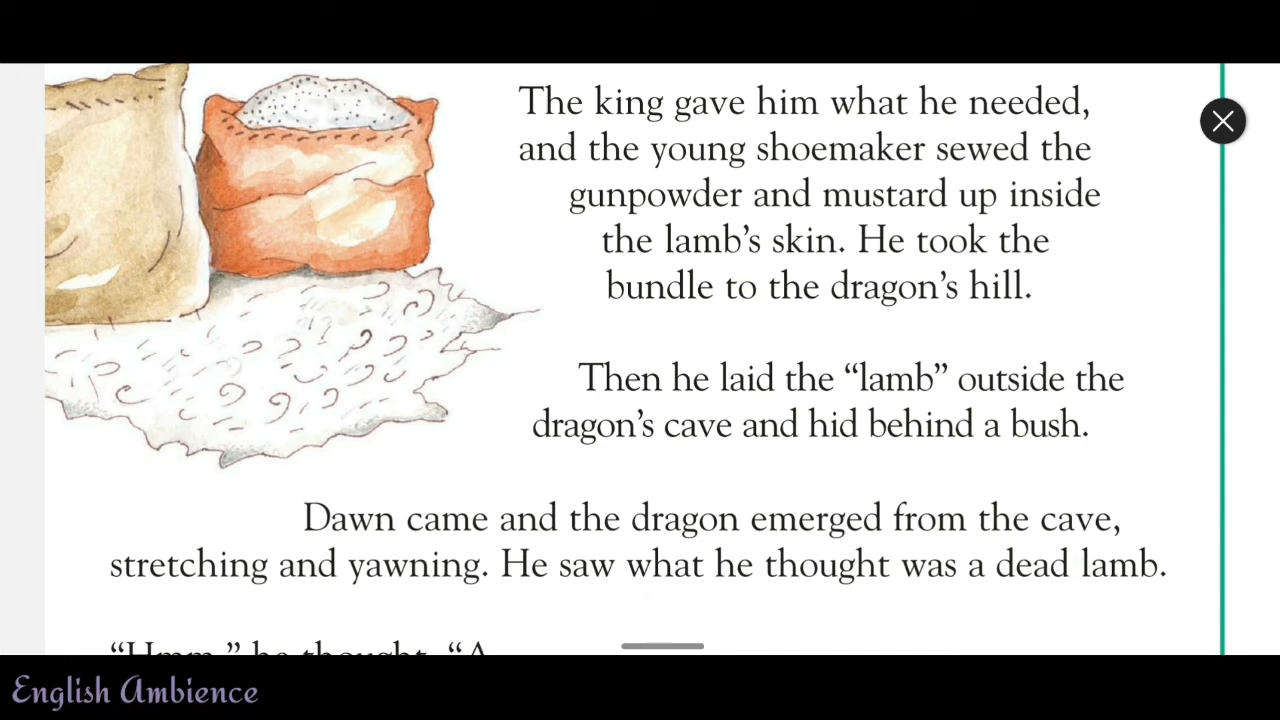 The king gave him what he needed,
and the young shoemaker sewed the
gunpowder and mustard up inside
the lamb’s skin. He took the
bundle to the dragon’s hill.
Then he laid the “lamb” outside the
dragon’s cave and hid behind a bush.
Dawn came and the dragon emerged from the cave,
stretching and yawning. He saw what he thought was a dead lamb.
“Hmm,” he thought. “A
English Ambience